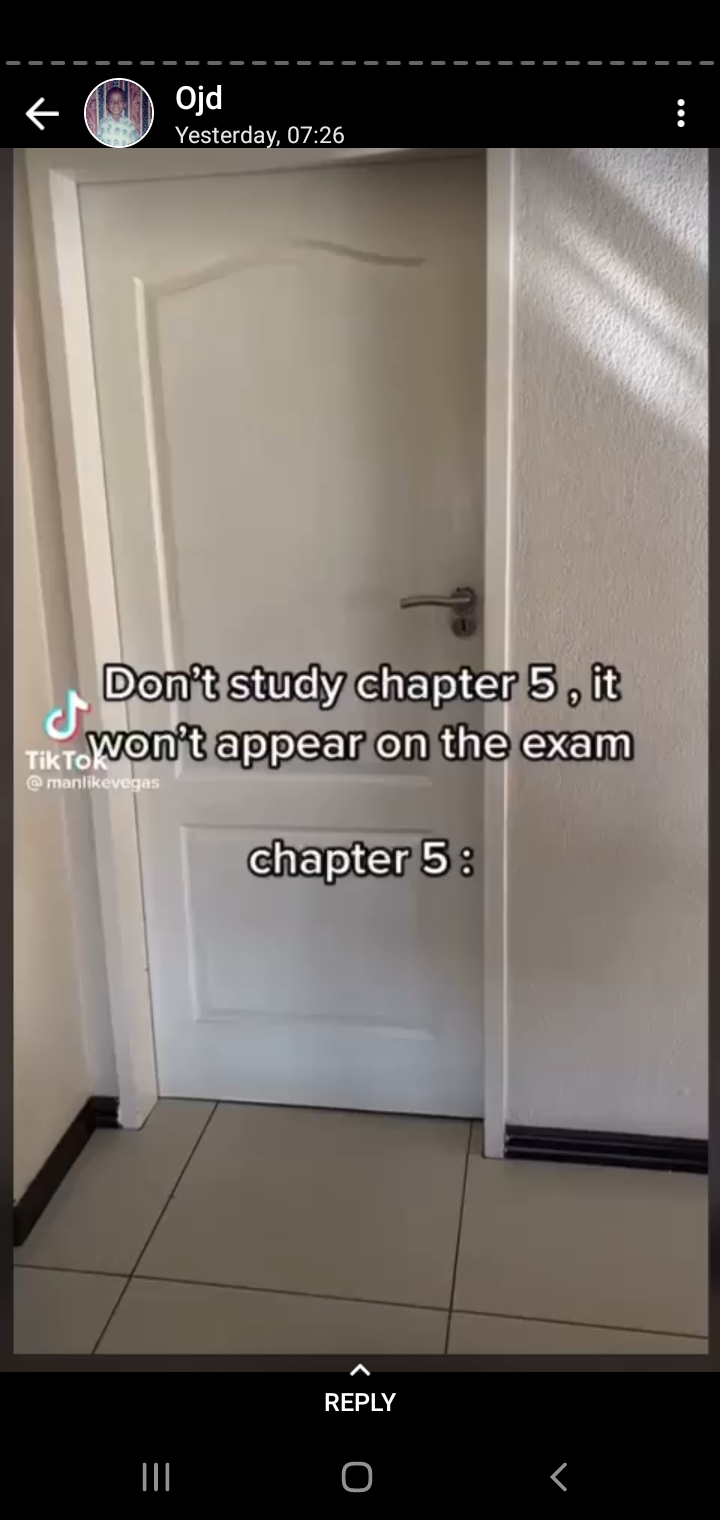 Ojd
Yesterday, 07:26
Don't study chapter 5 , it
won't appear on the exam
TikTok
@manlikevegas
chapter 5 :
REPLY